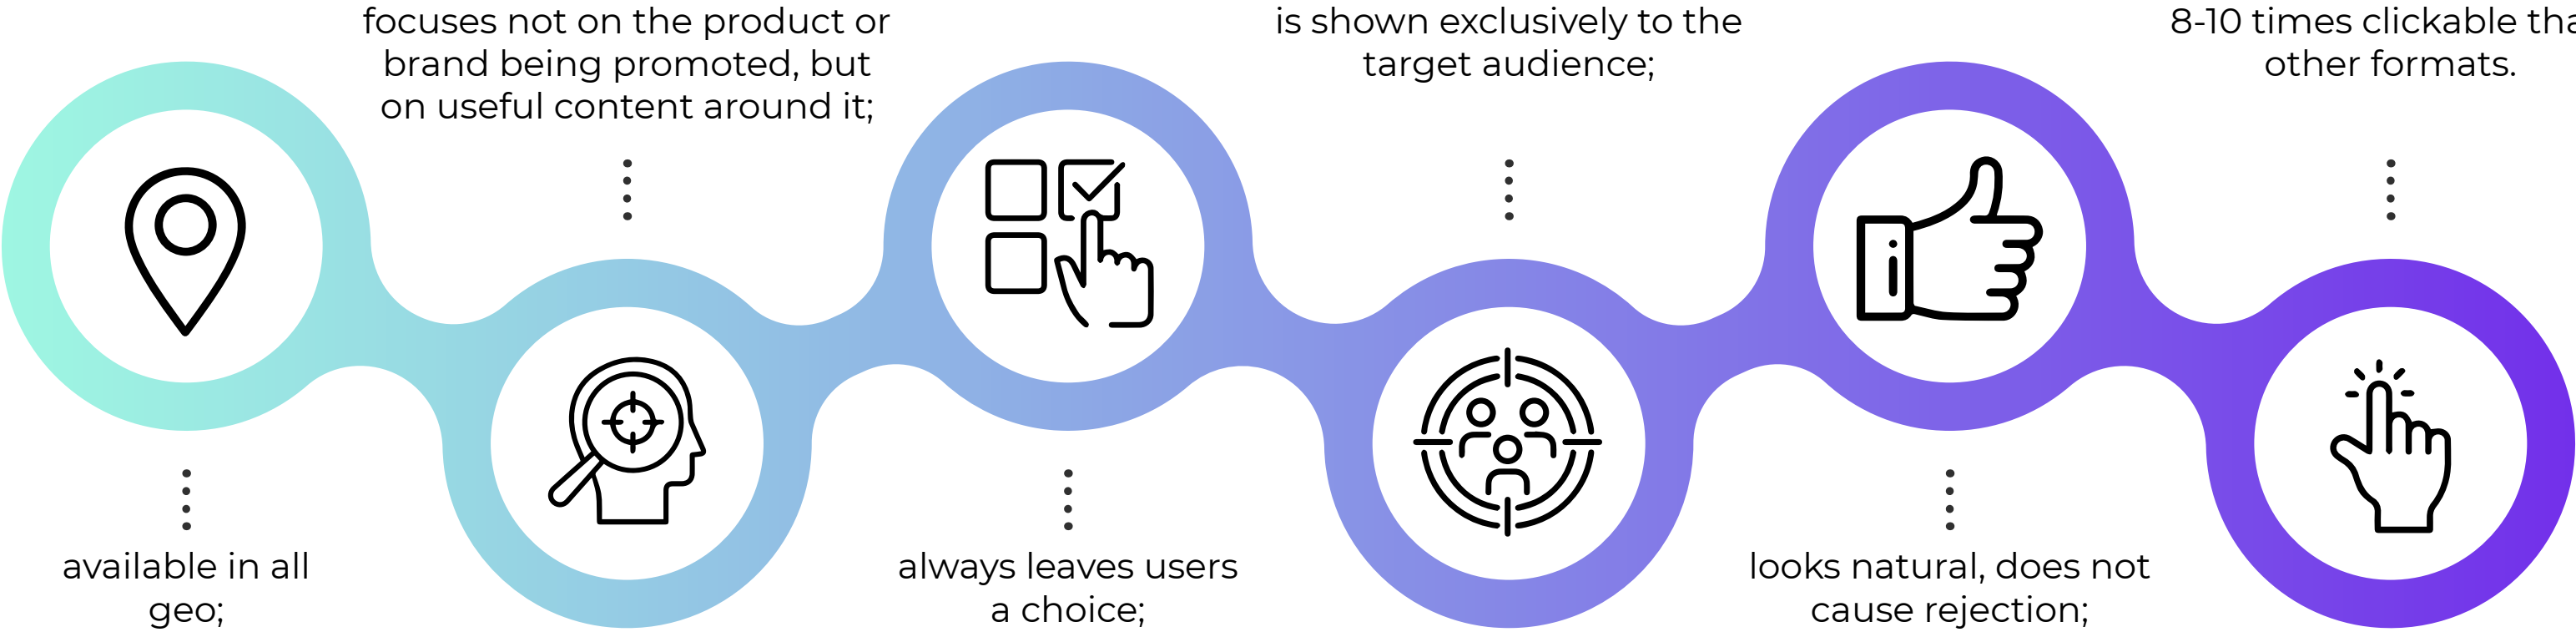 available in all
geo;
focuses not on the product or
brand being promoted, but
on useful content around it;
always leaves users
a choice;
is shown exclusively to the
target audience;
looks natural, does not
cause rejection;
8-10 times clickable
other formats.